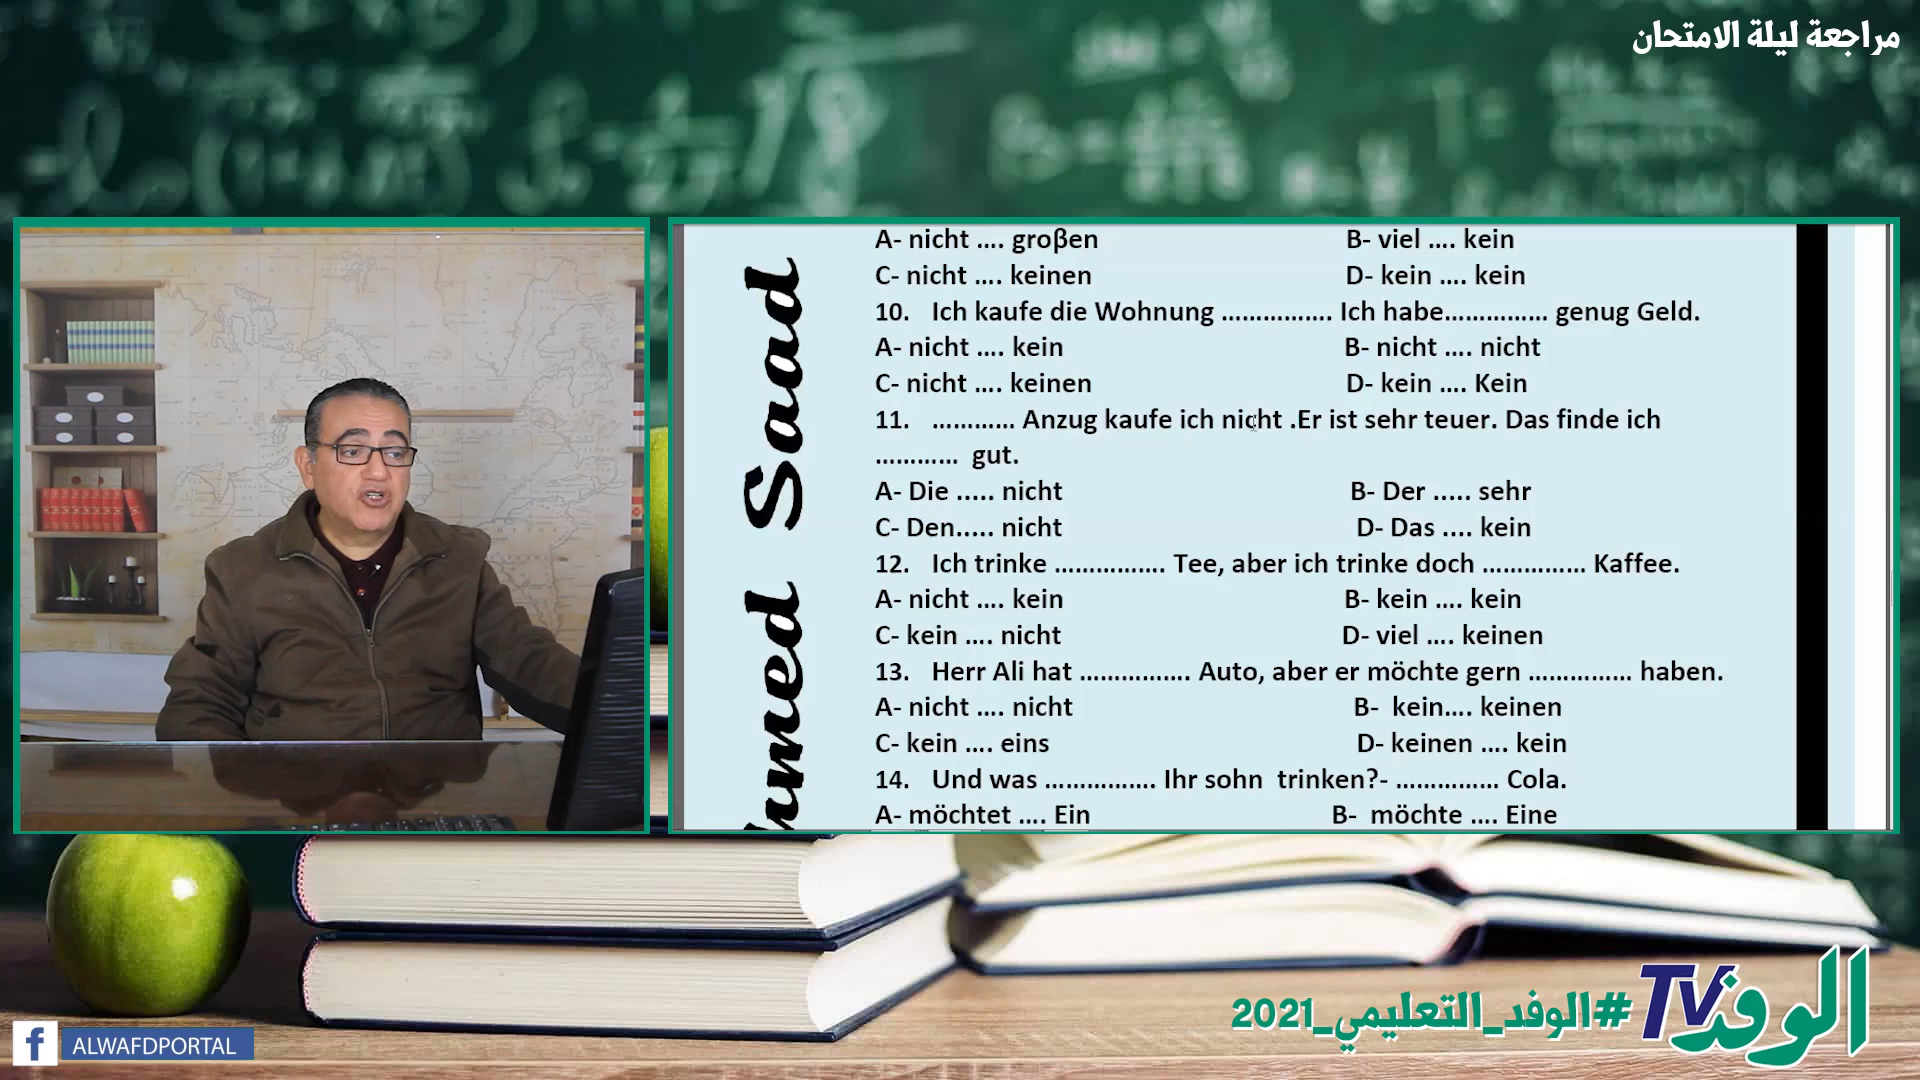 مراجعة ليلة الامتحان
A- nicht .... groβen B- viel .... kein
C- nicht .... keinen D- kein .... kein
10. Ich kaufe die Wohnung ................ Ich habe............... genug Geld.
A- nicht .... kein B- nicht .... nicht
C- nicht .... keinen D- kein .... Kein
11. ............ Anzug kaufe ich nicht .Er ist sehr teuer. Das finde ich
............ gut.
A- Die ..... nicht B- Der ..... sehr
C- Den..... nicht D- Das .... kein
12. Ich trinke ................ Tee, aber ich trinke doch ............... Kaffee.
A- nicht .... kein B- kein .... kein
C- kein .... nicht D- viel .... keinen
13. Herr Ali hat ................ Auto, aber er möchte gern ............... haben.
A- nicht .... nicht B- kein.... keinen
C- kein .... eins D- keinen .... kein
14. Und was ................ Ihr sohn trinken?- ............... Cola.
A- möchtet .... Ein B- möchte .... Eine
Saad
#الوفد_التعليمي_2021
الوفد TV
f ALWAFDPORTAL